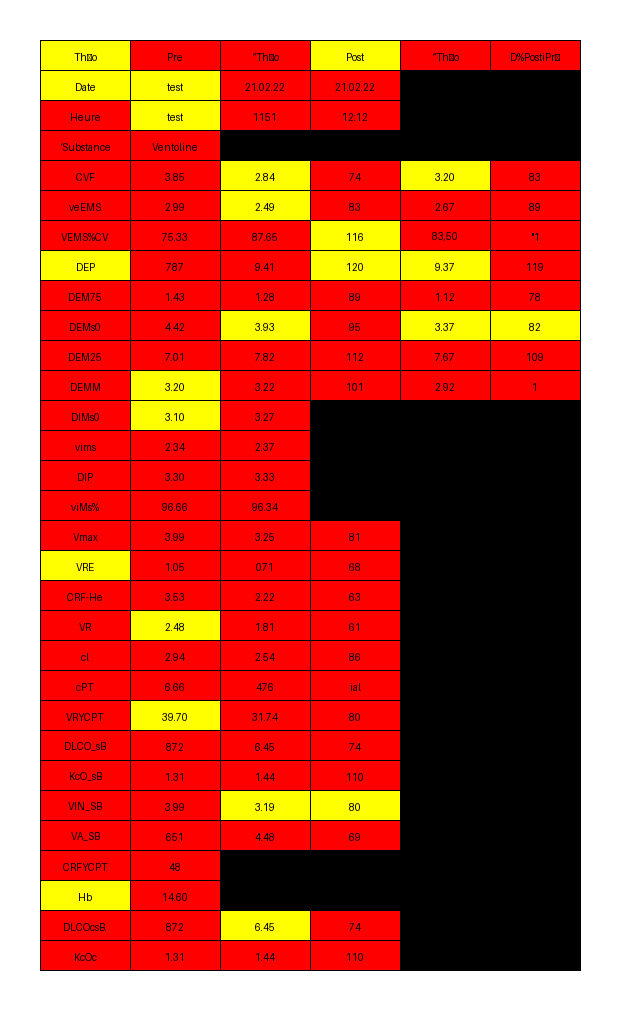 Th□o Pre "Th□o Post "Th□o D%Post|Pr□
Date test 21.02.22 21.02.22
Heure test 1151 12:12
'Substance Ventoline
CVF 3.85 2.84 74 3.20 83
veEMS 2.99 2.49 83 2.67 89
VEMS%CV 75.33 87.65 116 83,50 "1
DEP 787 9.41 120 9.37 119
DEM75 1.43 1.28 89 1.12 78
DEMs0 4.42 3.93 95 3.37 82
DEM25 7.01 7.82 112 7.67 109
DEMM 3.20 3.22 101 2.92 1
DIMs0 3.10 3.27
vims 2.34 2.37
DIP 3.30 3.33
viMs% 96.66 96.34
Vmax 3.99 3.25 81
VRE 1.05 071 68
CRF-He 3.53 2.22 63
VR 2.48 1.81 61
cl. 2.94 2.54 86
cPT 6.66 476 ial.
VRYCPT 39.70 31.74 80
DLCO_sB 872 6.45 74
KcO_sB 1.31 1.44 110
VIN_SB 3.99 3.19 80
VA_SB 651 4.48 69
CRFYCPT 48
Hb 14.60
DLCOcsB 872 6.45 74
KcOc 1.31 1.44 110